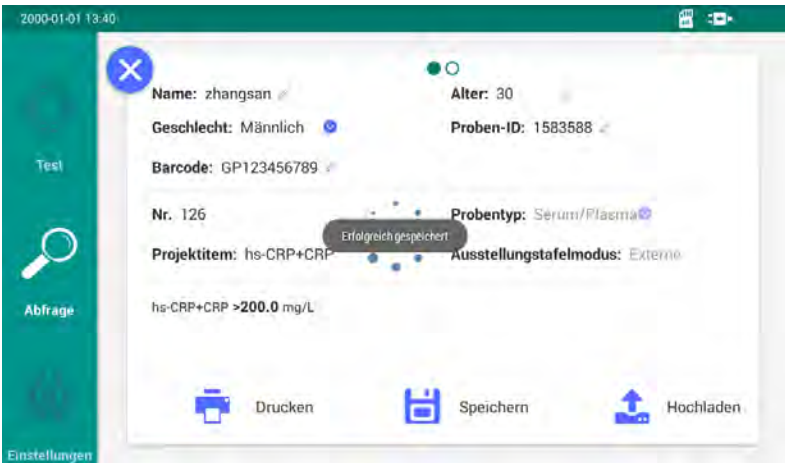 2000-01-01 13:40
Name: zhangsan
Alter: 30
Geschlecht: Männlich
Proben-ID: 1583588
Test
Barcode: GP123456789
Nr. 126
Probentyp: Serum/Plasma
Erfolgreich gespeichert
Projektitem: hs-CRP+CRP
Ausstellungstafelmodus: Externe
Abfrage
hs-CRP+CRP >200.0 mg/L
Drucken
Speichern
Hochladen
Einstellungen